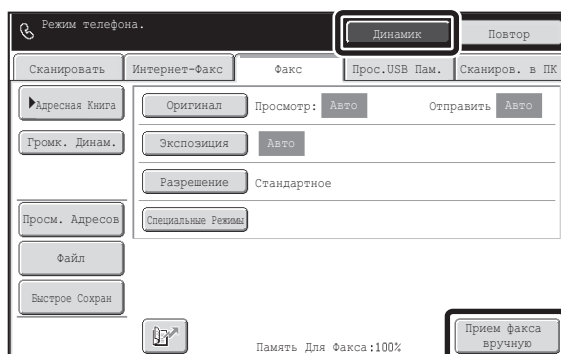 Режим телефона.
Динамик
Повтор
Сканировать
Интернет-Факс
Факс
Прос.USB Пам.
Сканиров. в ПК
Адресная Книга
Оригинал
Просмотр: Авто
Отправить Авто
Громк. Динам.
Экспозиция
Авто
Разрешение
Стандартное
Просм. Адресов
Специальные Режимы
Файл
Быстрое Сохран
Память Для Факса:100%
Прием факса
вручную